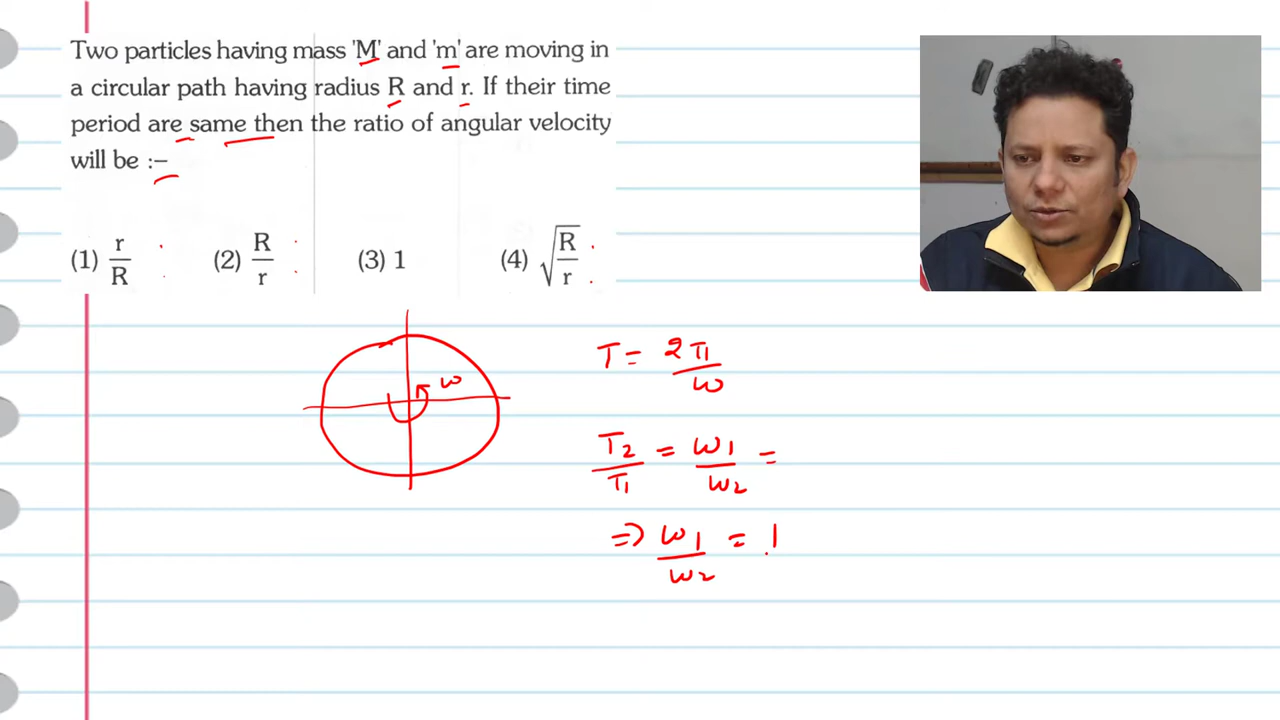 Two particles having mass 'M' and 'm' are moving in
a circular path having radius R and r. If their time
period are same then the ratio of angular velocity
will be :–
(1) r/R (2) R/r (3) 1 (4) √(R/r)
ω
T = 2π/ω
T₂/T₁ = ω₁/ω₂ =
⇒ ω₁/ω₂ = 1